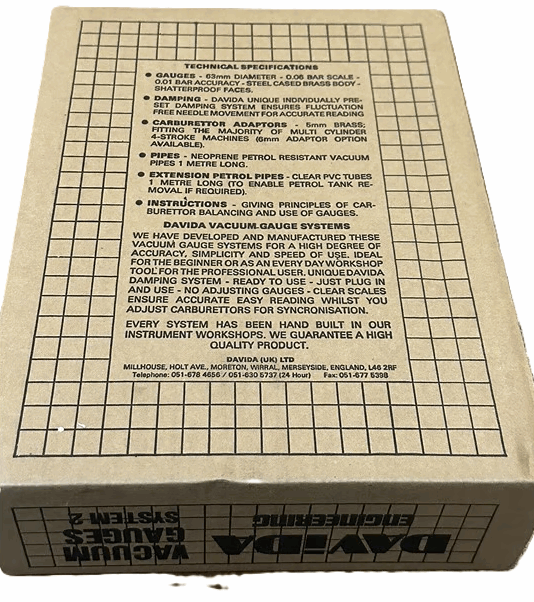 TECHNICAL SPECIFICATIONS
● GAUGES - 63mm DIAMETER - 0.06 BAR SCALE -
0.01 BAR ACCURACY - STEEL CASED BRASS BODY -
SHATTERPROOF FACES.
● DAMPING - DAVIDA UNIQUE INDIVIDUALLY PRE-
SET DAMPING SYSTEM ENSURES FLUCTUATION
FREE NEEDLE MOVEMENT FOR ACCURATE READING
● CARBURETTOR ADAPTORS - 5mm BRASS;
FITTING THE MAJORITY OF MULTI CYLINDER
4-STROKE MACHINES (6mm ADAPTOR OPTION
AVAILABLE).
● PIPES - NEOPRENE PETROL RESISTANT VACUUM
PIPES 1 METRE LONG.
● EXTENSION PETROL PIPES - CLEAR PVC TUBES
1 METRE LONG (TO ENABLE PETROL TANK RE-
MOVAL IF REQUIRED).
● INSTRUCTIONS - GIVING PRINCIPLES OF CAR-
BURETTOR BALANCING AND USE OF GAUGES.
DAVIDA VACUUM GAUGE SYSTEMS
WE HAVE DEVELOPED AND MANUFACTURED THESE
VACUUM GAUGE SYSTEMS FOR A HIGH DEGREE OF
ACCURACY, SIMPLICITY AND SPEED OF USE. IDEAL
FOR THE BEGINNER OR AS AN EVERY DAY WORKSHOP
TOOL FOR THE PROFESSIONAL USER. UNIQUE DAVIDA
DAMPING SYSTEM - READY TO USE - JUST PLUG IN
AND USE - NO ADJUSTING GAUGES - CLEAR SCALES
ENSURE ACCURATE EASY READING WHILST YOU
ADJUST CARBURETTORS FOR SYNCRONISATION.
EVERY SYSTEM HAS BEEN HAND BUILT IN OUR
INSTRUMENT WORKSHOPS. WE GUARANTEE A HIGH
QUALITY PRODUCT.
DAVIDA (UK) LTD
MILLHOUSE, HOLT AVE., MORETON, WIRRAL, MERSEYSIDE, ENGLAND, L46 2RF
Telephone: 051-678 4656 / 051-630 5737 (24 Hour) Fax: 051-677 5398
DAViDA
ENGINEERING
VACUUM
GAUGES
SYSTEM 2